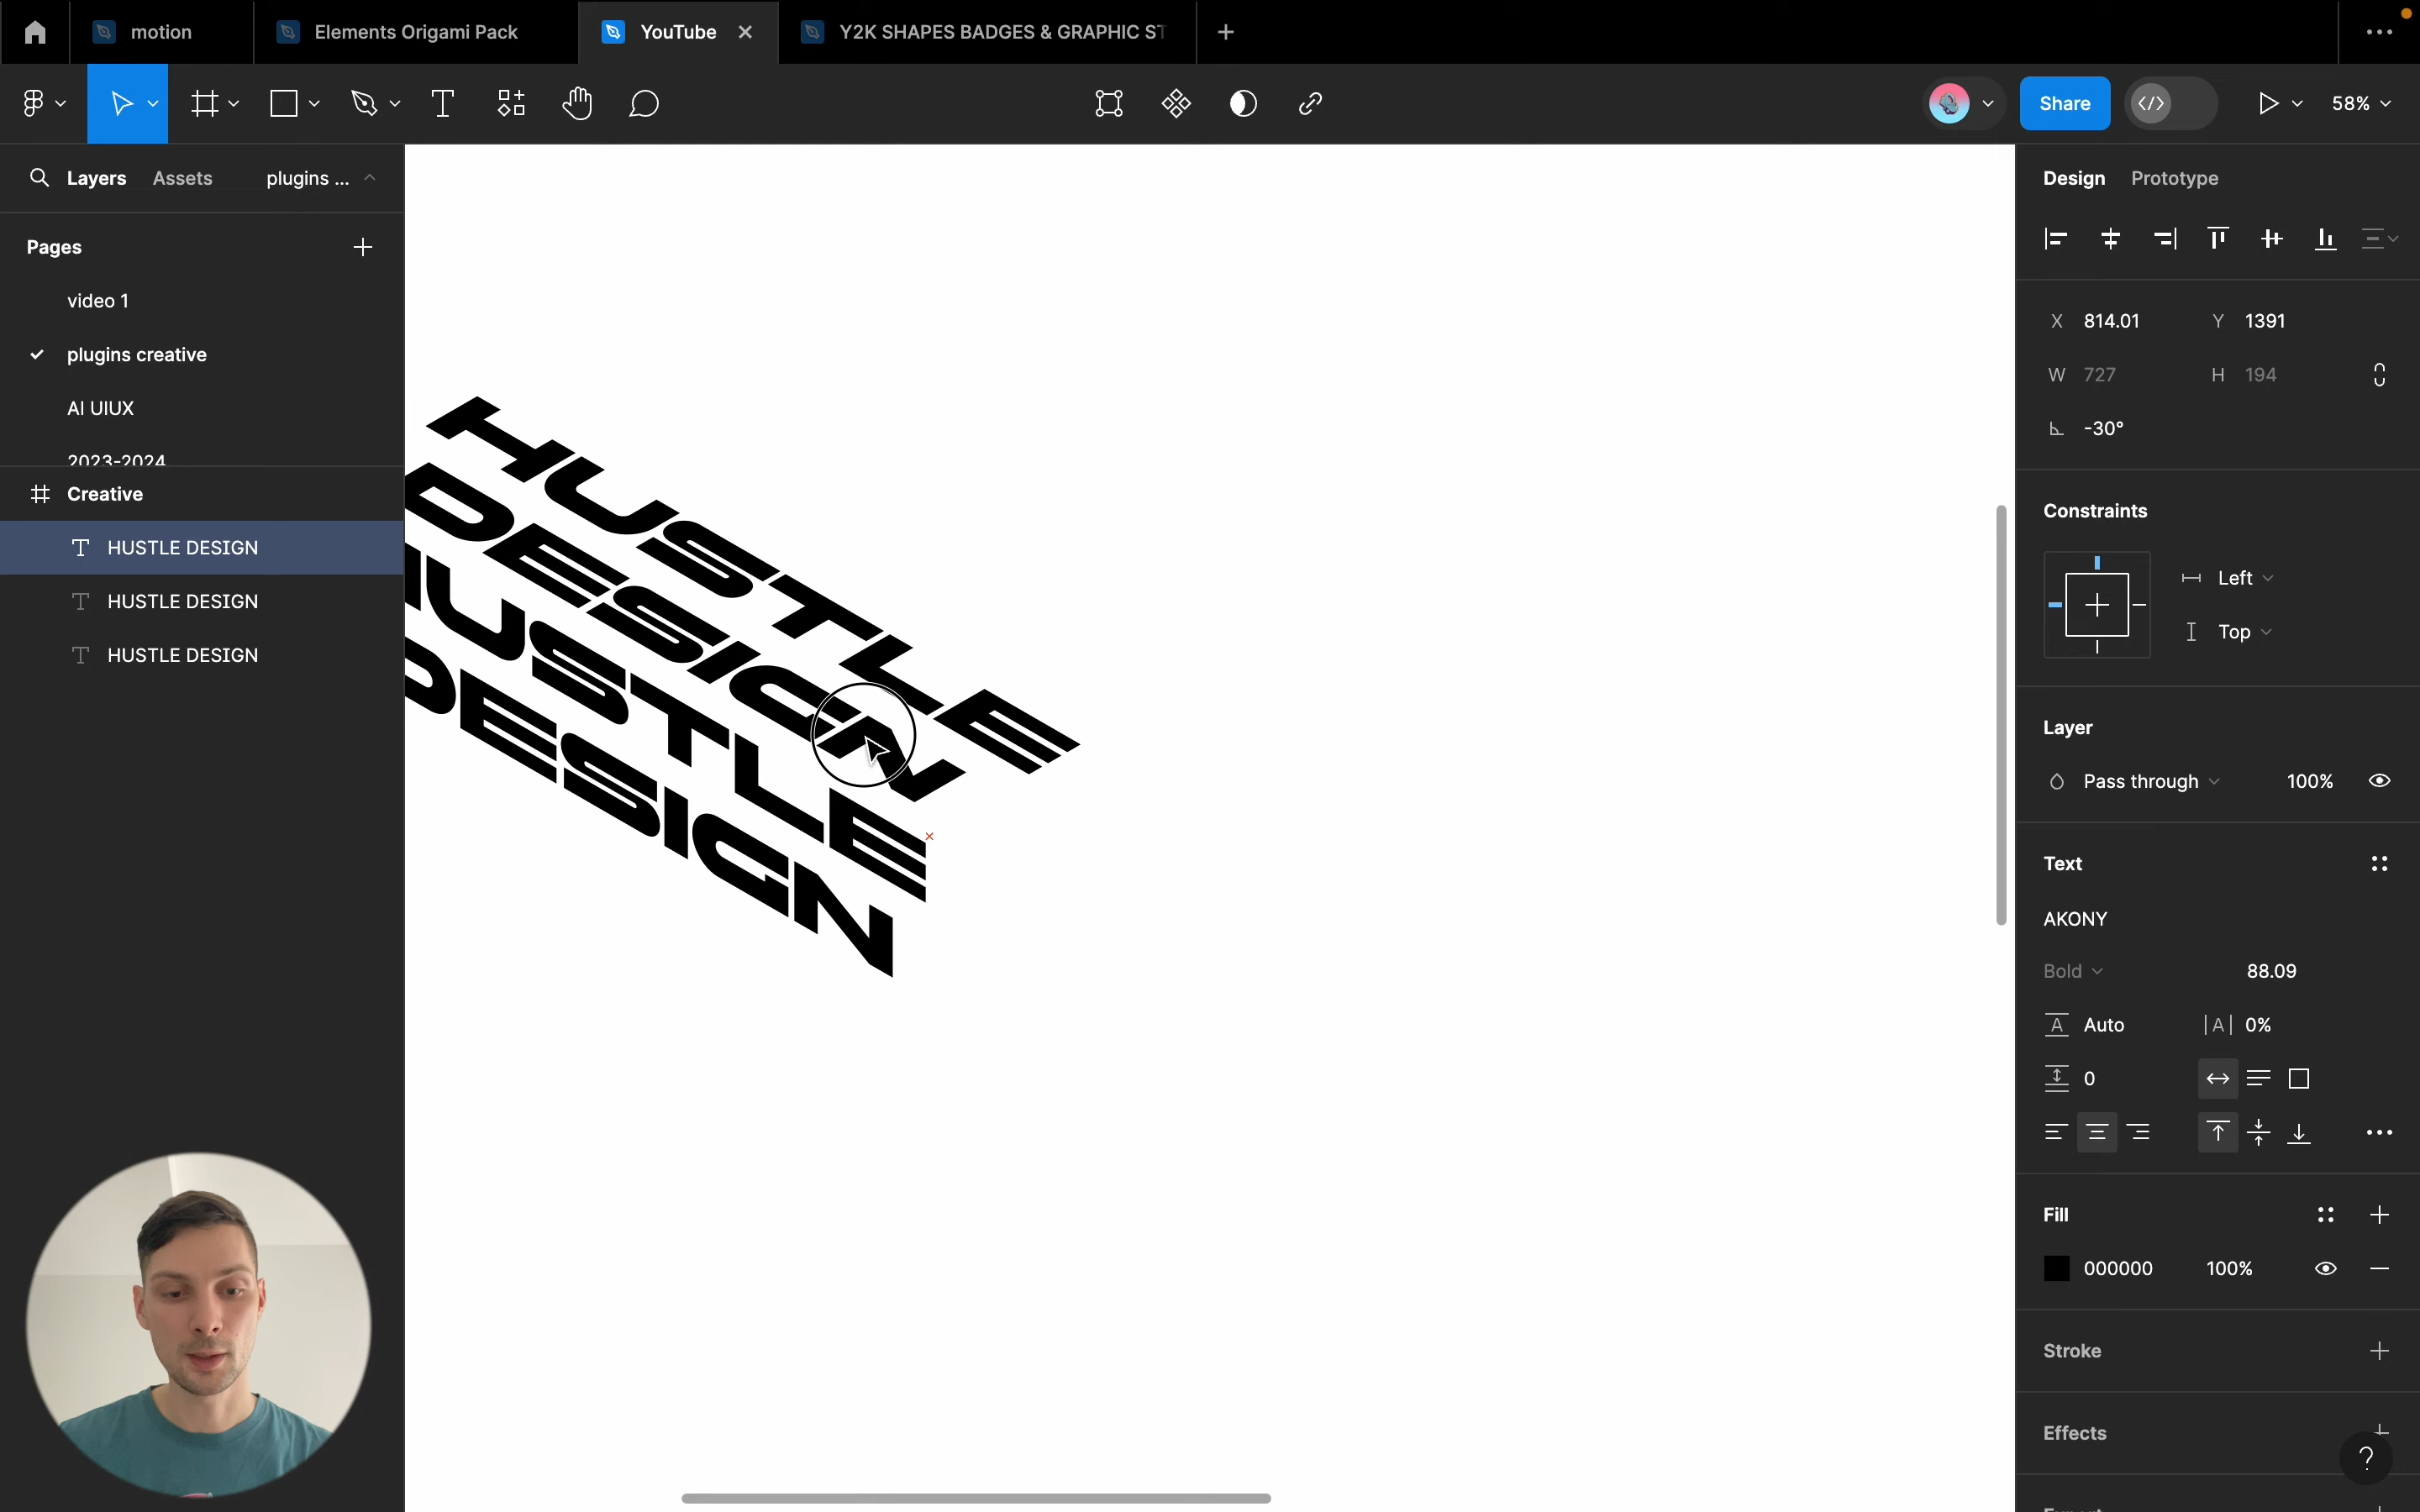 motion
Elements Origami Pack
YouTube
Y2K SHAPES BADGES & GRAPHIC ST
Share
58%
Layers Assets plugins ...
Pages
video 1
plugins creative
AI UIUX
2023-2024
Creative
HUSTLE DESIGN
HUSTLE DESIGN
HUSTLE DESIGN
HUSTLE
DESIGN
HUSTLE
DESIGN
Design Prototype
X 814.01 Y 1391
W 727 H 194
-30°
Constraints
Left
Top
Layer
Pass through 100%
Text
AKONY
Bold 88.09
A Auto |A| 0%
0
Fill
000000 100%
Stroke
Effects
?
Export